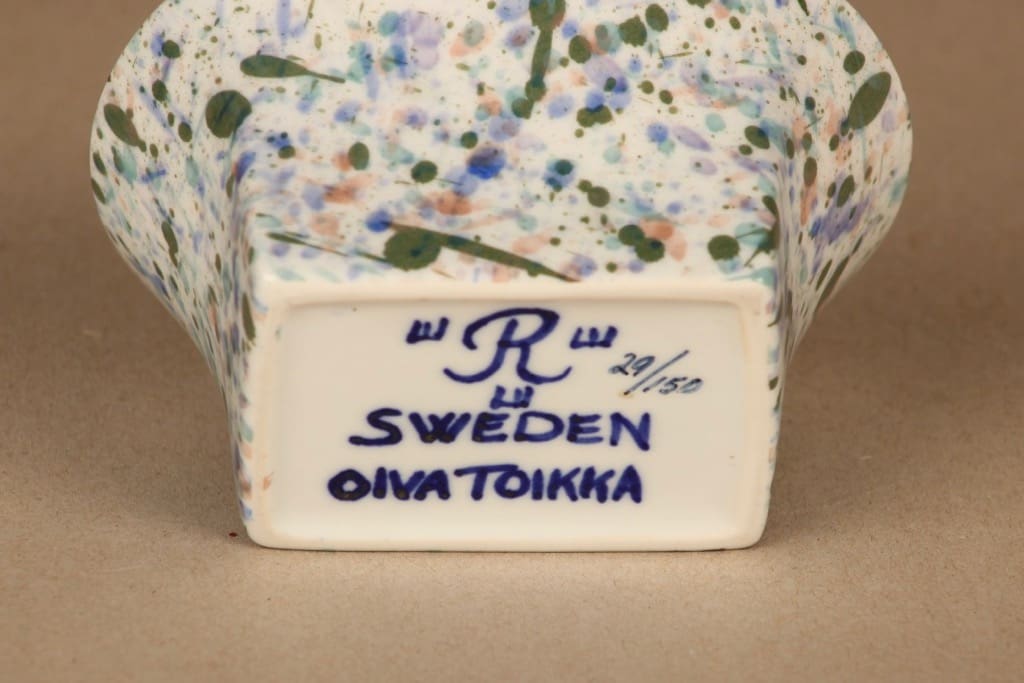 R
29/150
SWEDEN
OIVA TOIKKA